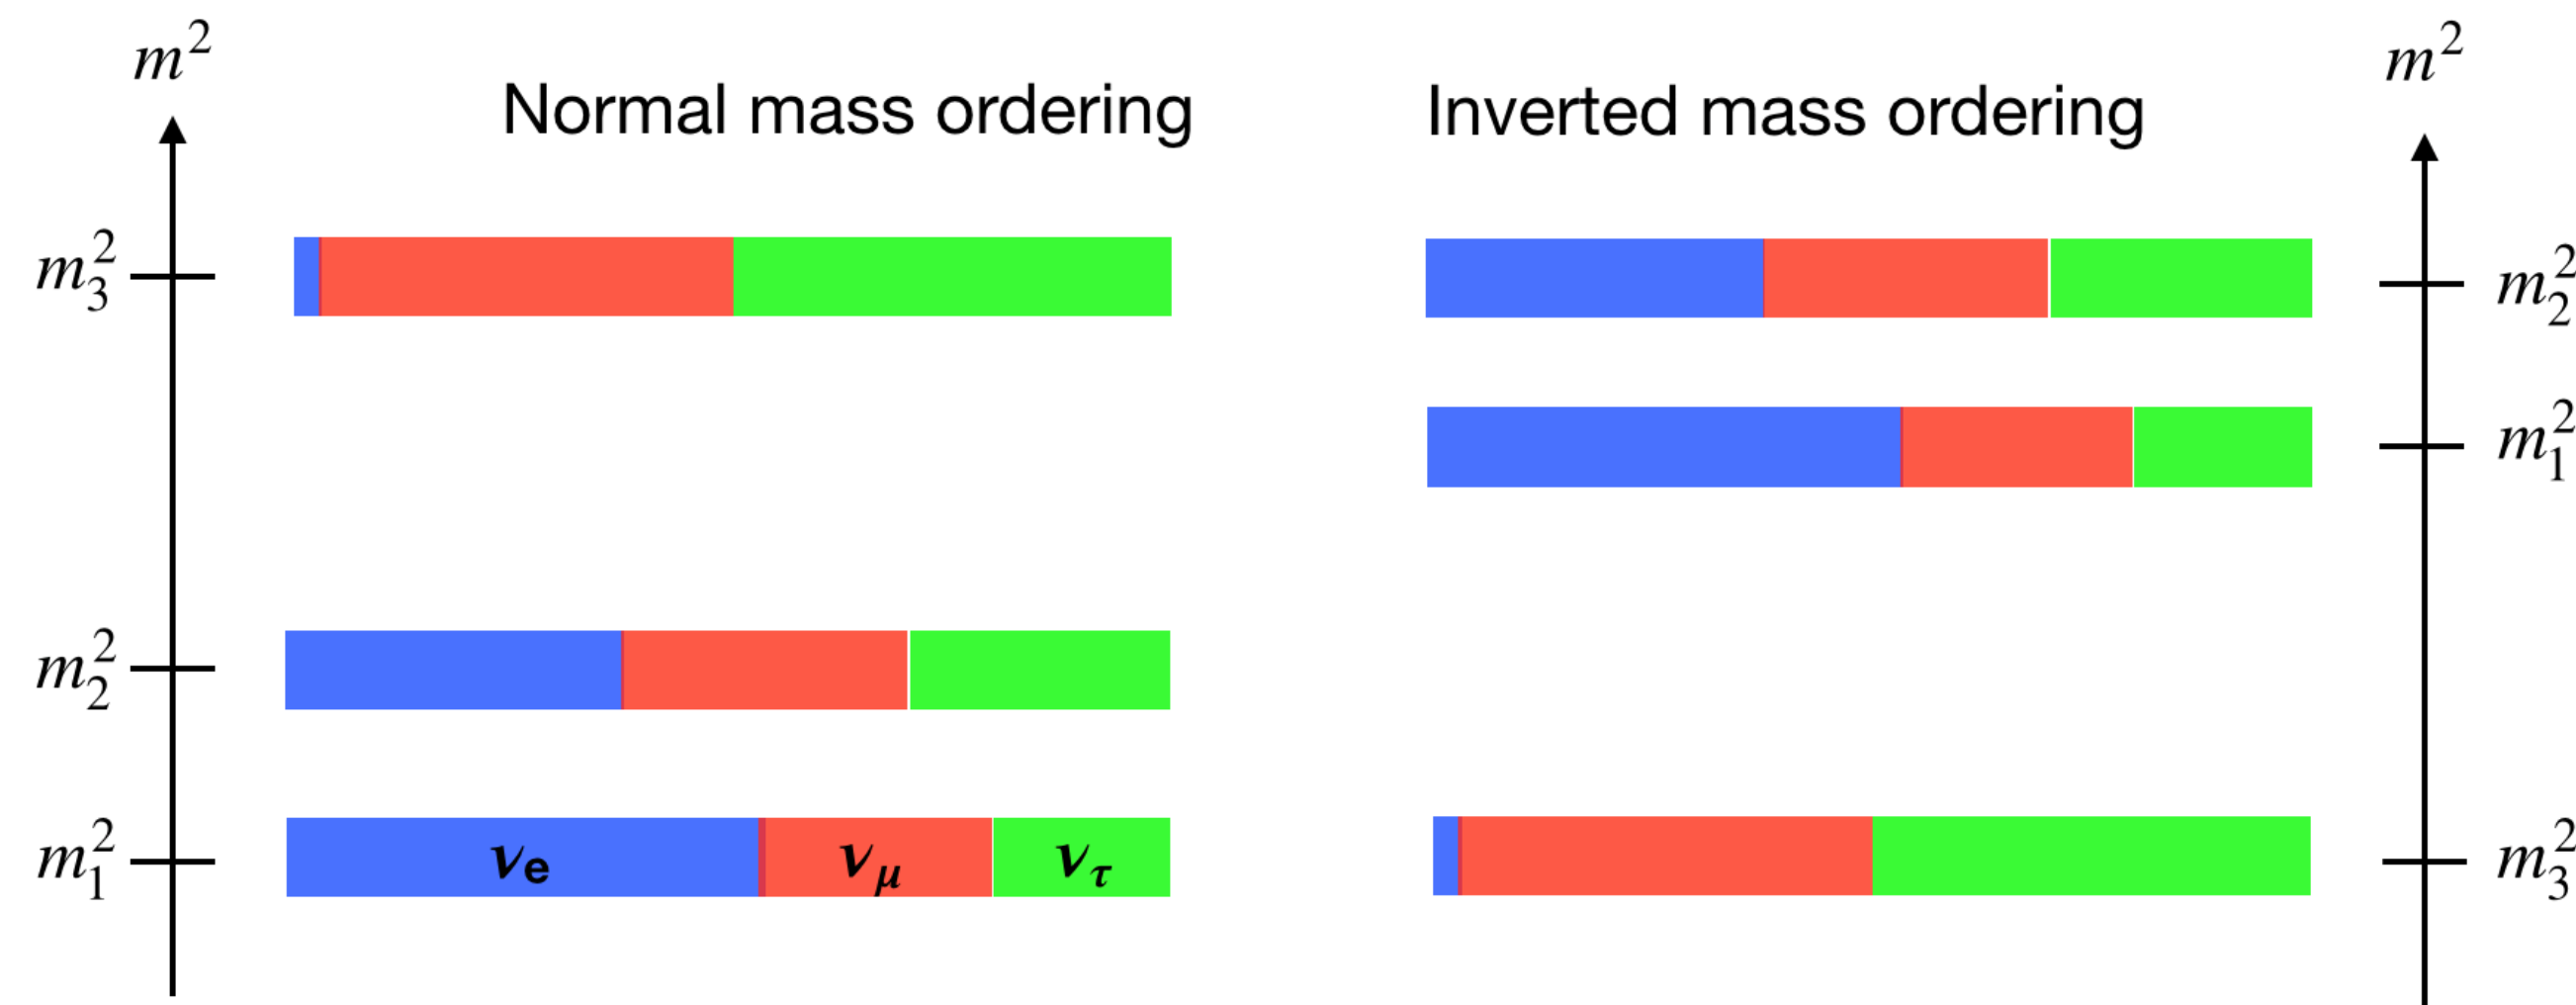 m²
Normal mass ordering
m₃²
m₂²
m₁²
νe
νμ
ντ
Inverted mass ordering
m²
m₂²
m₁²
m₃²